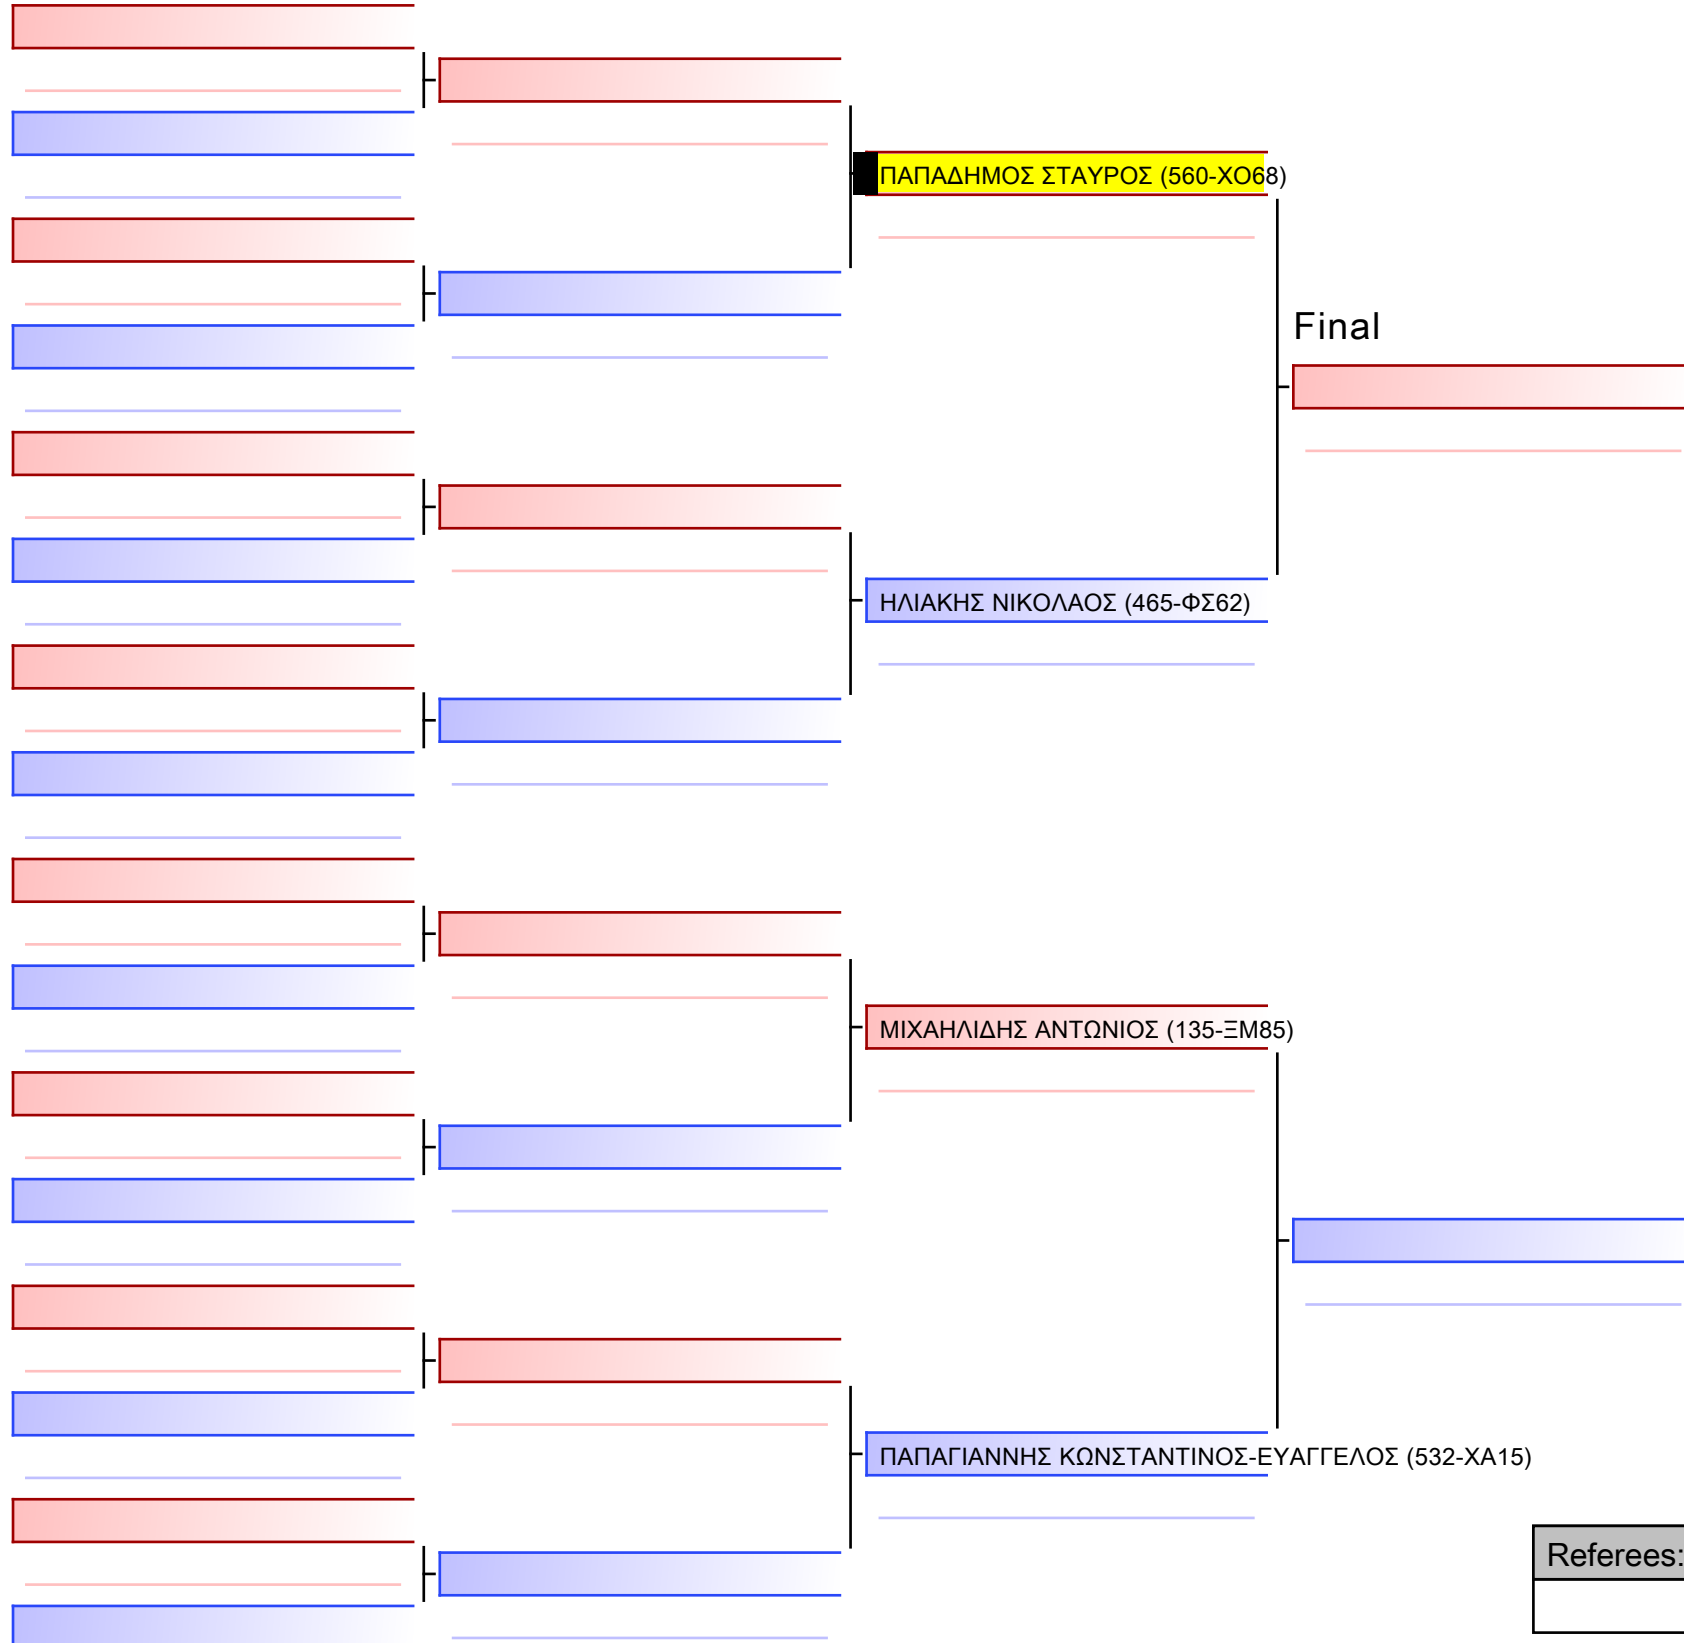 ΠΑΠΑΔΗΜΟΣ ΣΤΑΥΡΟΣ (560-ΧΟ68)
Final
ΗΛΙΑΚΗΣ ΝΙΚΟΛΑΟΣ (465-ΦΣ62)
ΜΙΧΑΗΛΙΔΗΣ ΑΝΤΩΝΙΟΣ (135-ΞΜ85)
ΠΑΠΑΓΙΑΝΝΗΣ ΚΩΝΣΤΑΝΤΙΝΟΣ-ΕΥΑΓΓΕΛΟΣ (532-ΧΑ15)
Referees: